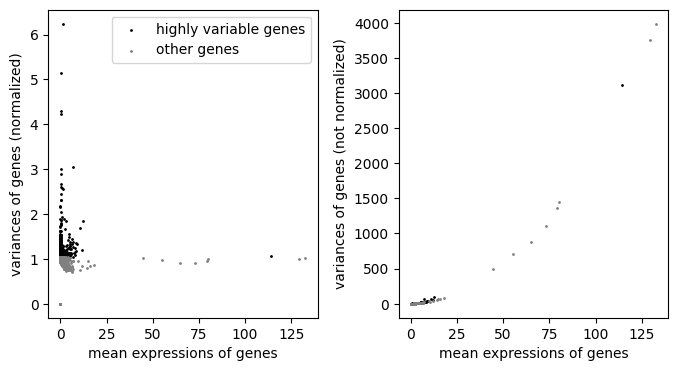 variances of genes (normalized)
6
5
4
3
2
1
0
highly variable genes
other genes
0 25 50 75 100 125
mean expressions of genes
variances of genes (not normalized)
4000
3500
3000
2500
2000
1500
1000
500
0
0 25 50 75 100 125
mean expressions of genes